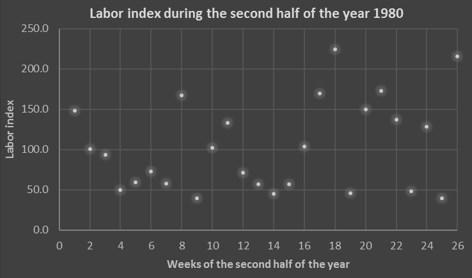 Labor index during the second half of the year 1980
250.0
200.0
150.0
100.0
50.0
0.0
Labor index
0 2 4 6 8 10 12 14 16 18 20 22 24 26
Weeks of the second half of the year